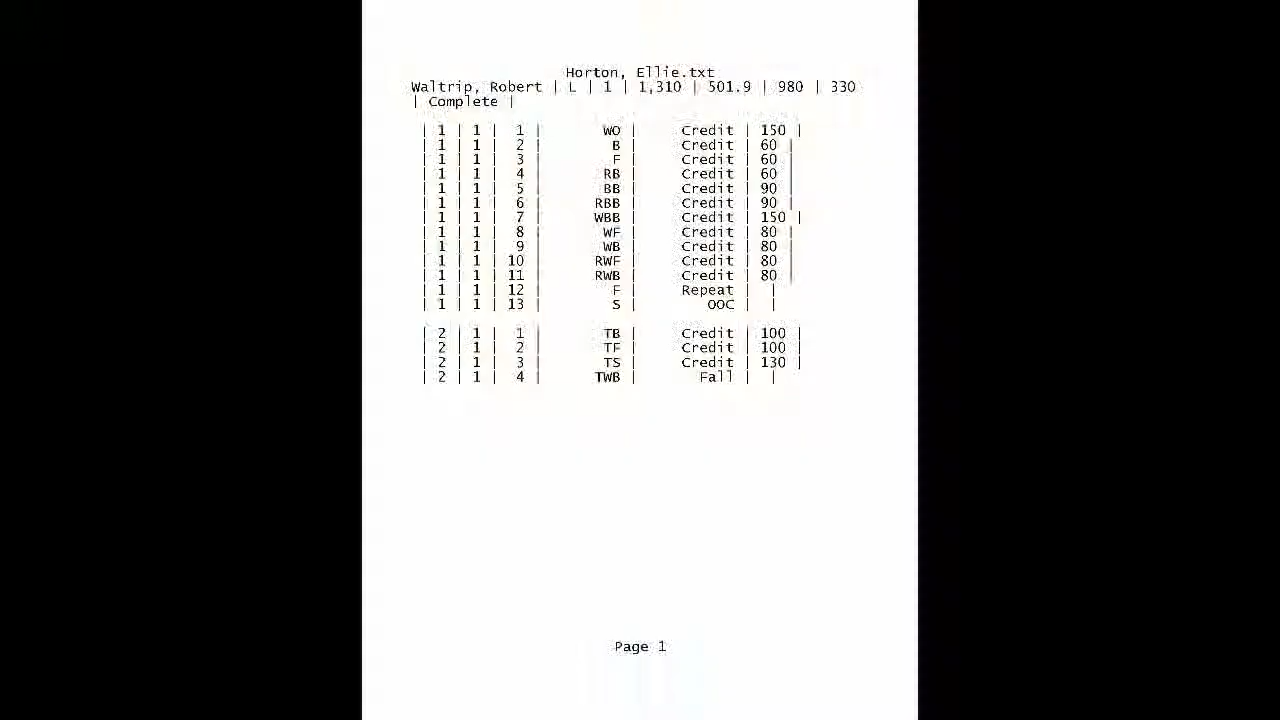 Horton, Ellie.txt
Waltrip, Robert | L | 1 | 1,310 | 501.9 | 980 | 330
| Complete |
| 1 | 1 | 1 | WO | Credit | 150 |
| 1 | 1 | 2 | B | Credit | 60 |
| 1 | 1 | 3 | F | Credit | 60 |
| 1 | 1 | 4 | RB | Credit | 60 |
| 1 | 1 | 5 | BB | Credit | 90 |
| 1 | 1 | 6 | RBB | Credit | 90 |
| 1 | 1 | 7 | WBB | Credit | 150 |
| 1 | 1 | 8 | WF | Credit | 80 |
| 1 | 1 | 9 | WB | Credit | 80 |
| 1 | 1 | 10 | RWF | Credit | 80 |
| 1 | 1 | 11 | RWB | Credit | 80 |
| 1 | 1 | 12 | F | Repeat | |
| 1 | 1 | 13 | S | OOC | |
| 2 | 1 | 1 | TB | Credit | 100 |
| 2 | 1 | 2 | TF | Credit | 100 |
| 2 | 1 | 3 | TS | Credit | 130 |
| 2 | 1 | 4 | TWB | Fall | |
Page 1